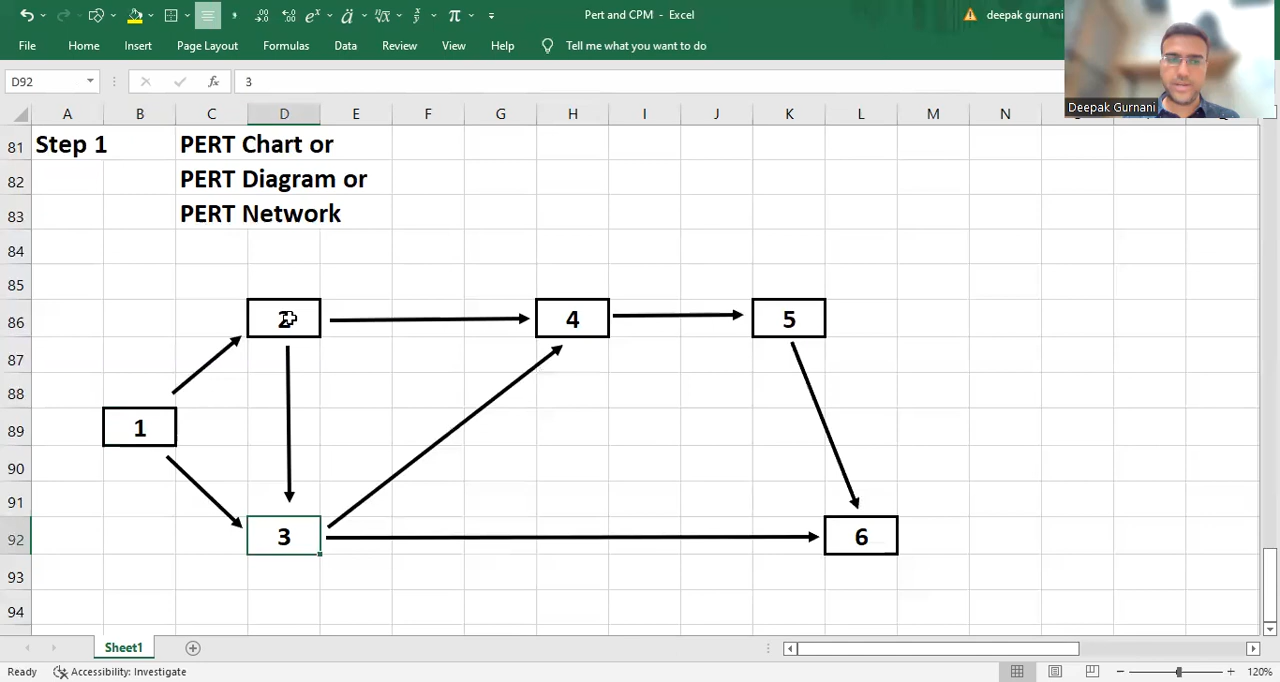 Pert and CPM - Excel
deepak gurnani
File Home Insert Page Layout Formulas Data Review View Help Tell me what you want to do
Deepak Gurnani
D92 fx 3
A B C D E F G H I J K L M N O
81 Step 1 PERT Chart or
82 PERT Diagram or
83 PERT Network
84
85
86 2 4 5
87
88
89 1
90
91
92 3 6
93
94
Sheet1
Ready Accessibility: Investigate 120%